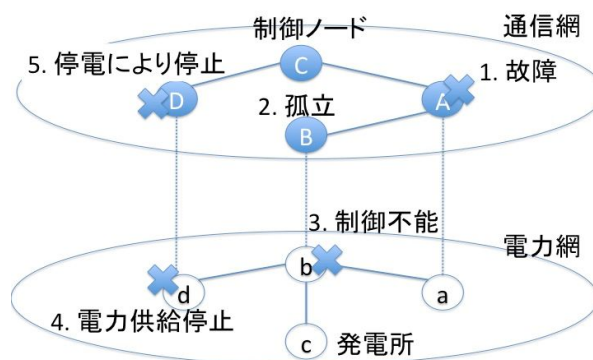 制御ノード
通信網
5. 停電により停止
C
1. 故障
D
2. 孤立
A
B
3. 制御不能
電力網
b
d
a
4. 電力供給停止
c
発電所